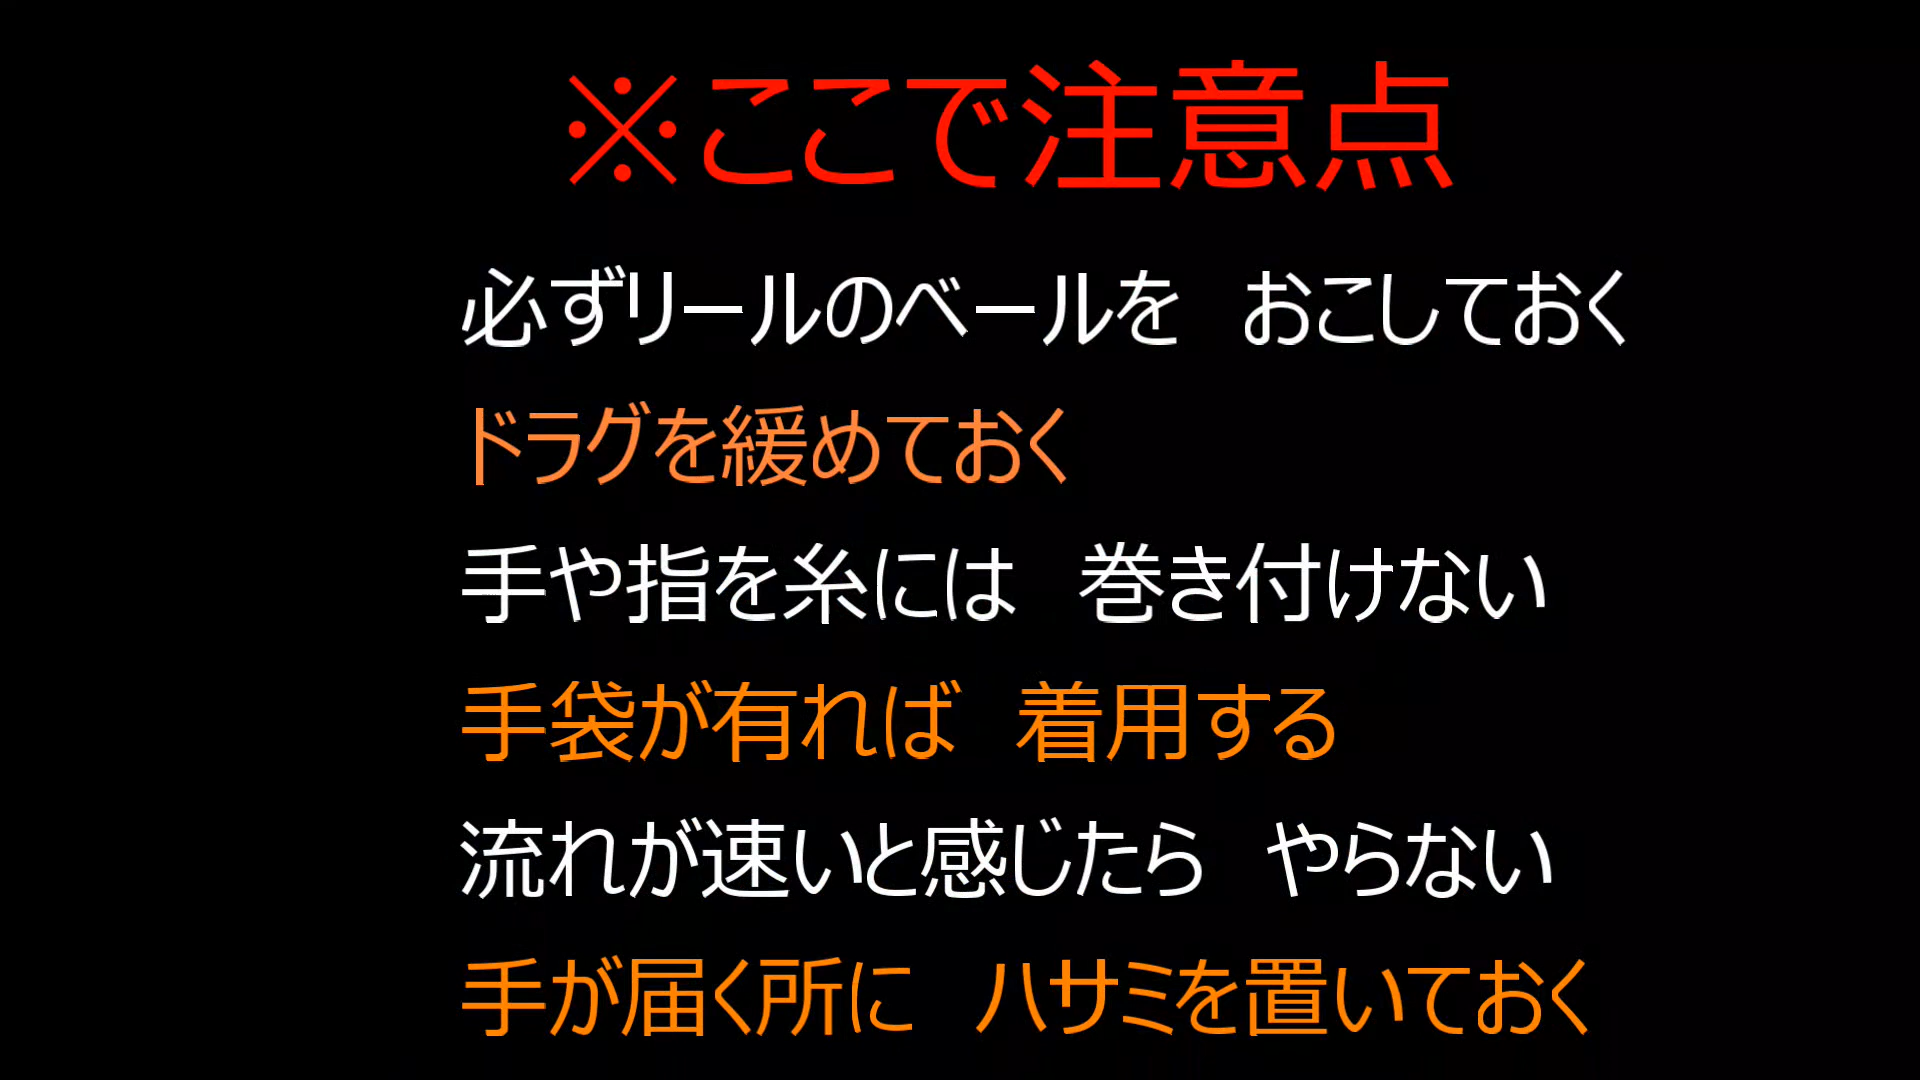 ※ここで注意点
必ずリールのベールを　おこしておく
ドラグを緩めておく
手や指を糸には　巻き付けない
手袋が有れば　着用する
流れが速いと感じたら　やらない
手が届く所に　ハサミを置いておく